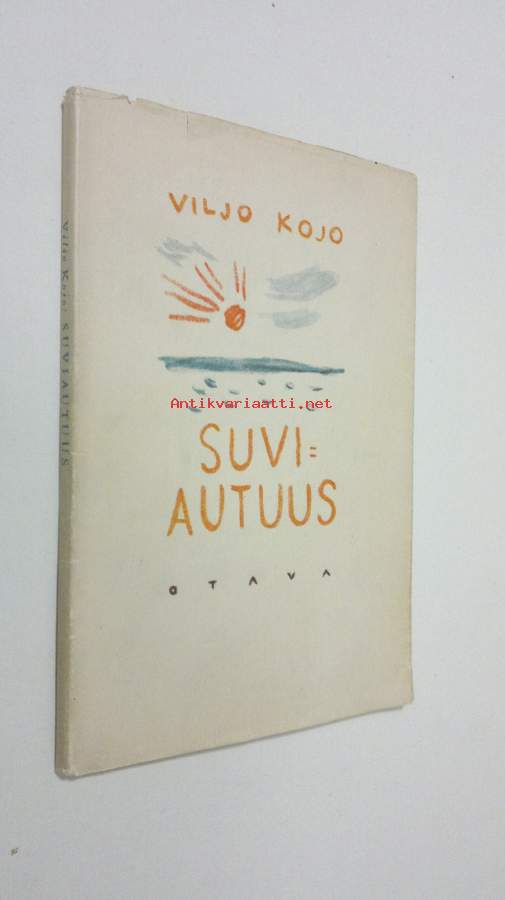 VILJO KOJO
Antikvariaatti.net
SUVI=
AUTUUS
OTAVA
Viljo Kojo: SUVIAUTUUS